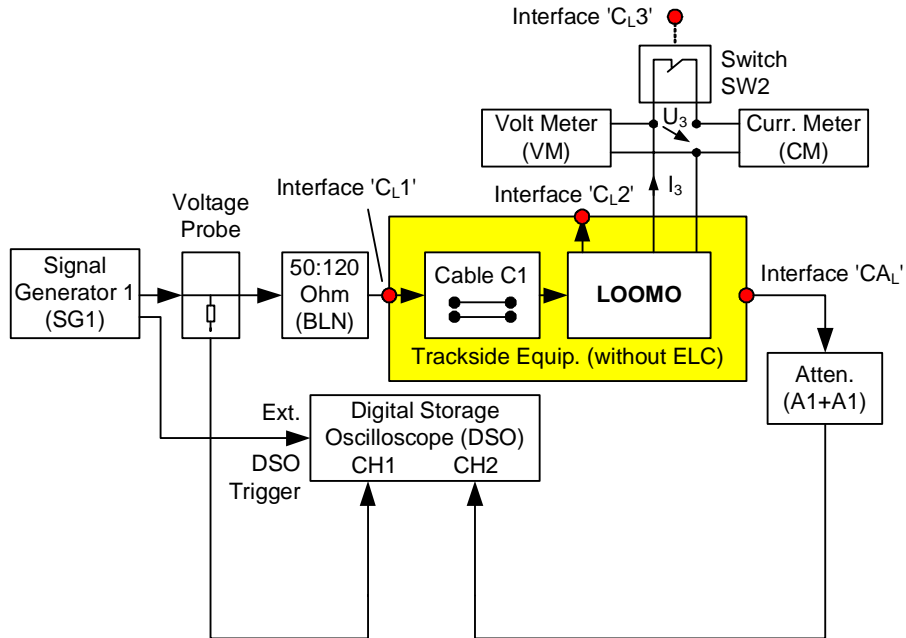 Interface 'CL3'
Switch
SW2
Volt Meter
(VM)
U3
Curr. Meter
(CM)
I3
Interface 'CL1'
Interface 'CL2'
Voltage
Probe
Signal
Generator 1
(SG1)
50:120
Ohm
(BLN)
Cable C1
LOOMO
Interface 'CAL'
Trackside Equip. (without ELC)
Atten.
(A1+A1)
Ext.
DSO
Trigger
Digital Storage
Oscilloscope (DSO)
CH1 CH2